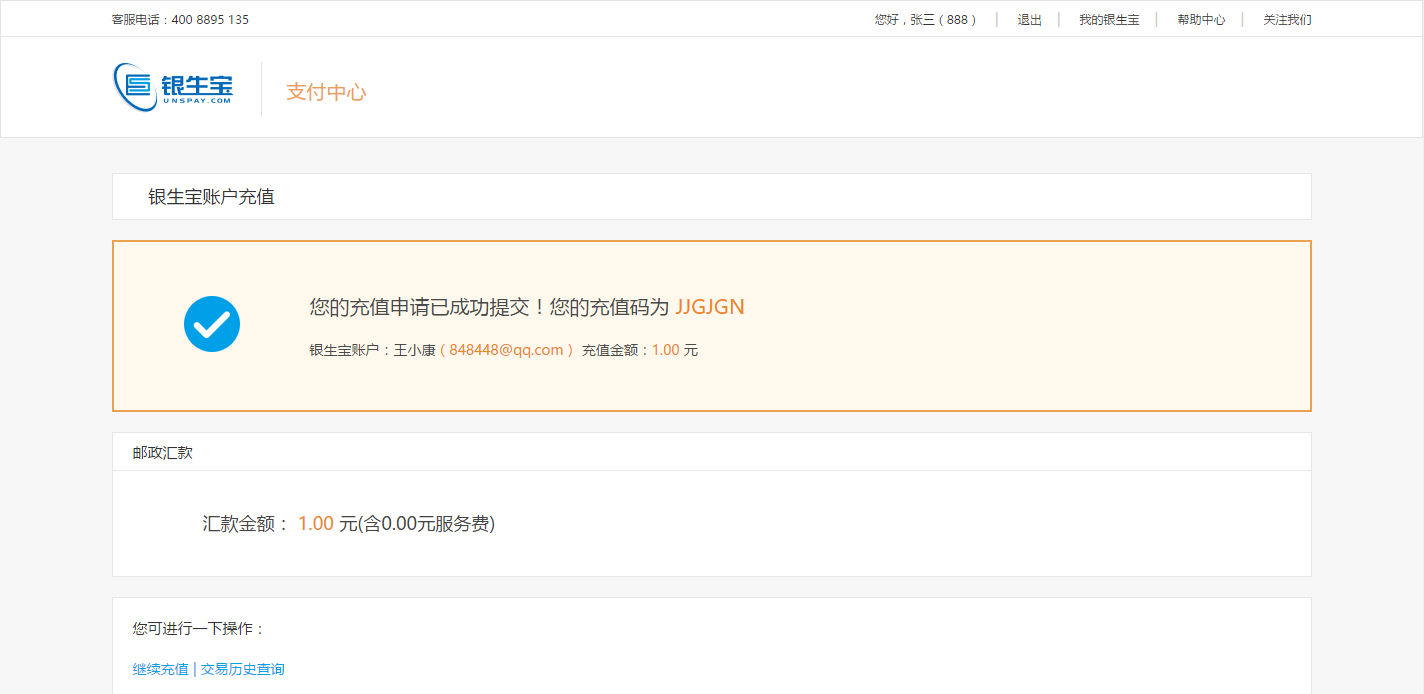 客服电话：400 8895 135
您好，张三（888） | 退出 | 我的银生宝 | 帮助中心 | 关注我们
银生宝
UNSPAY.COM
支付中心
银生宝账户充值
您的充值申请已成功提交！您的充值码为 JJGJGN
银生宝账户：王小康（848448@qq.com） 充值金额：1.00 元
邮政汇款
汇款金额： 1.00 元(含0.00元服务费)
您可进行一下操作：
继续充值 | 交易历史查询